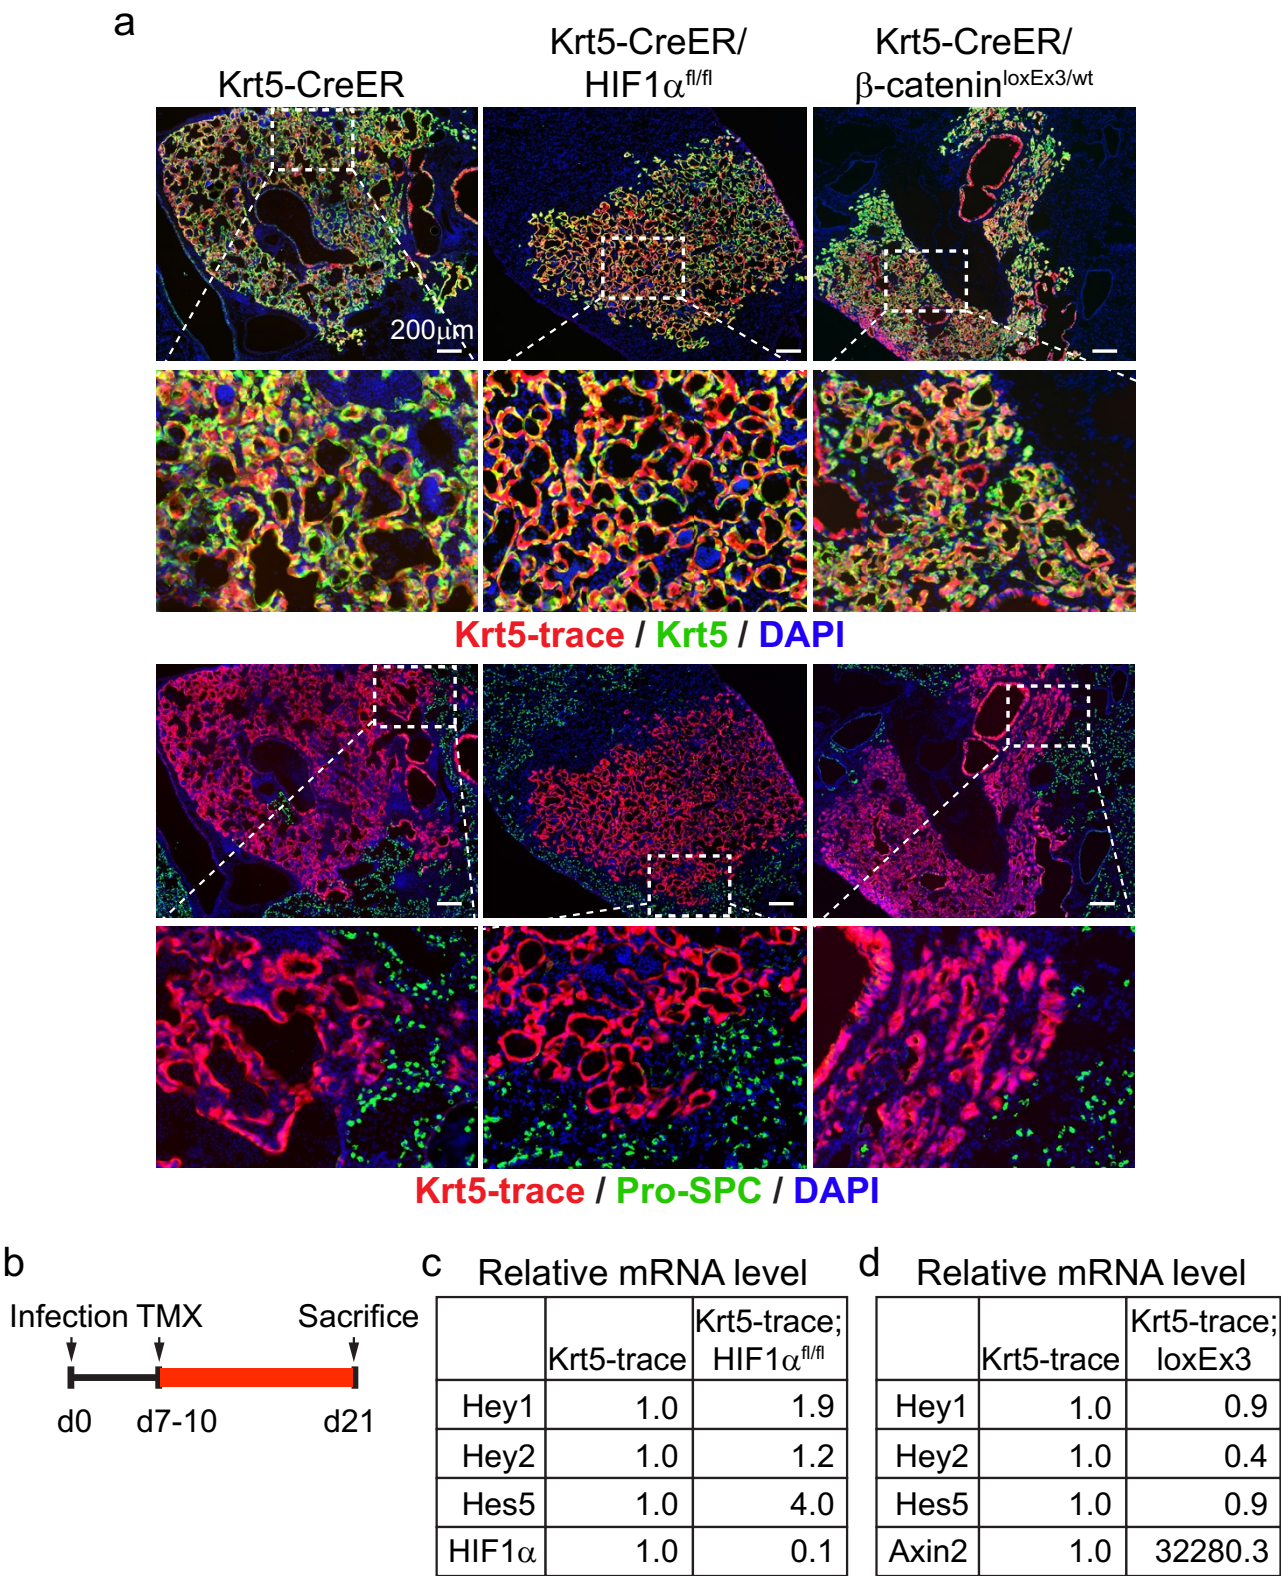 a
Krt5-CreER
Krt5-CreER/
HIF1α^fl/fl
Krt5-CreER/
β-catenin^loxEx3/wt
200μm
Krt5-trace / Krt5 / DAPI
Krt5-trace / Pro-SPC / DAPI
b
Infection TMX Sacrifice
d0 d7-10 d21
c Relative mRNA level
Krt5-trace Krt5-trace;
HIF1α^fl/fl
Hey1 1.0 1.9
Hey2 1.0 1.2
Hes5 1.0 4.0
HIF1α 1.0 0.1
d Relative mRNA level
Krt5-trace Krt5-trace;
loxEx3
Hey1 1.0 0.9
Hey2 1.0 0.4
Hes5 1.0 0.9
Axin2 1.0 32280.3